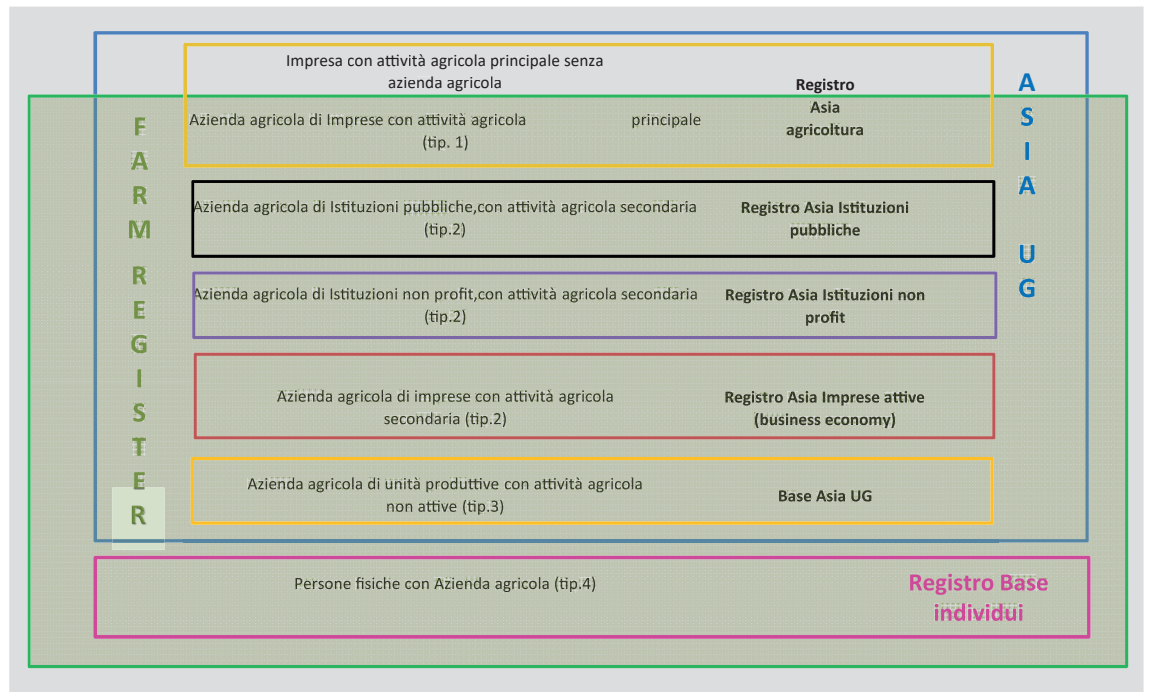 Impresa con attività agricola principale senza
azienda agricola
Azienda agricola di Imprese con attività agricola principale
(tip. 1)
Registro
Asia
agricoltura
Azienda agricola di Istituzioni pubbliche,con attività agricola secondaria
(tip.2)
Registro Asia Istituzioni
pubbliche
Azienda agricola di Istituzioni non profit,con attività agricola secondaria
(tip.2)
Registro Asia Istituzioni non
profit
Azienda agricola di imprese con attività agricola
secondaria (tip.2)
Registro Asia Imprese attive
(business economy)
Azienda agricola di unità produttive con attività agricola
non attive (tip.3)
Base Asia UG
Persone fisiche con Azienda agricola (tip.4)
Registro Base
individui
FARM REGISTER
ASIA UG